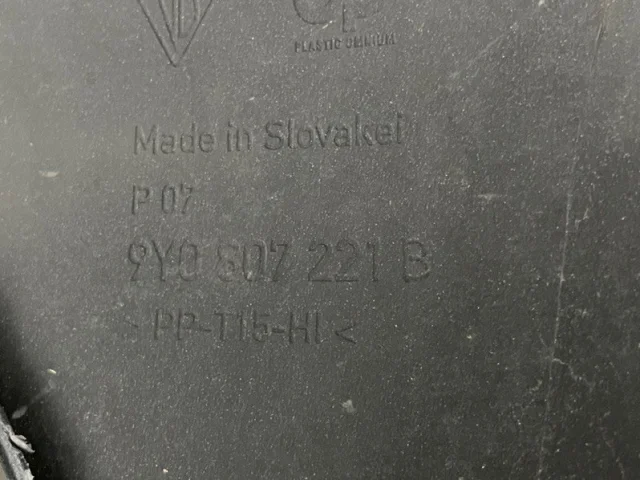 PLASTIC OMNIUM
Made in Slovakei
P 07
9Y0 807 221 B
> PP-T15-HI <